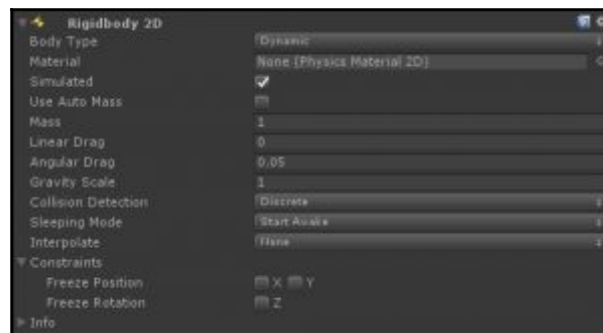 Rigidbody 2D
Body Type Dynamic
Material None (Physics Material 2D)
Simulated
Use Auto Mass
Mass 1
Linear Drag 0
Angular Drag 0.05
Gravity Scale 1
Collision Detection Discrete
Sleeping Mode Start Awake
Interpolate None
Constraints
Freeze Position X Y
Freeze Rotation Z
Info